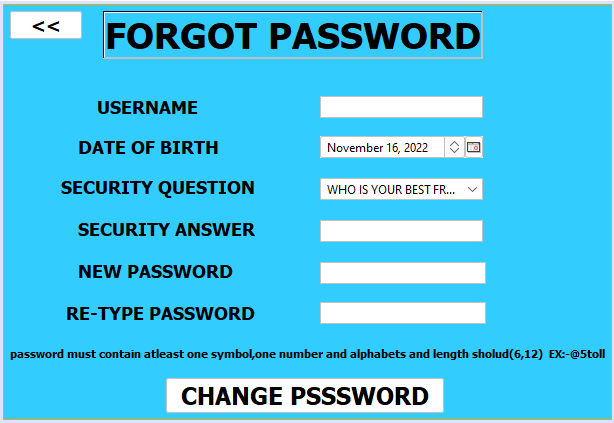 <<
FORGOT PASSWORD
USERNAME
DATE OF BIRTH November 16, 2022
SECURITY QUESTION WHO IS YOUR BEST FR...
SECURITY ANSWER
NEW PASSWORD
RE-TYPE PASSWORD
password must contain atleast one symbol,one number and alphabets and length sholud(6,12) EX:-@5toll
CHANGE PSSSWORD